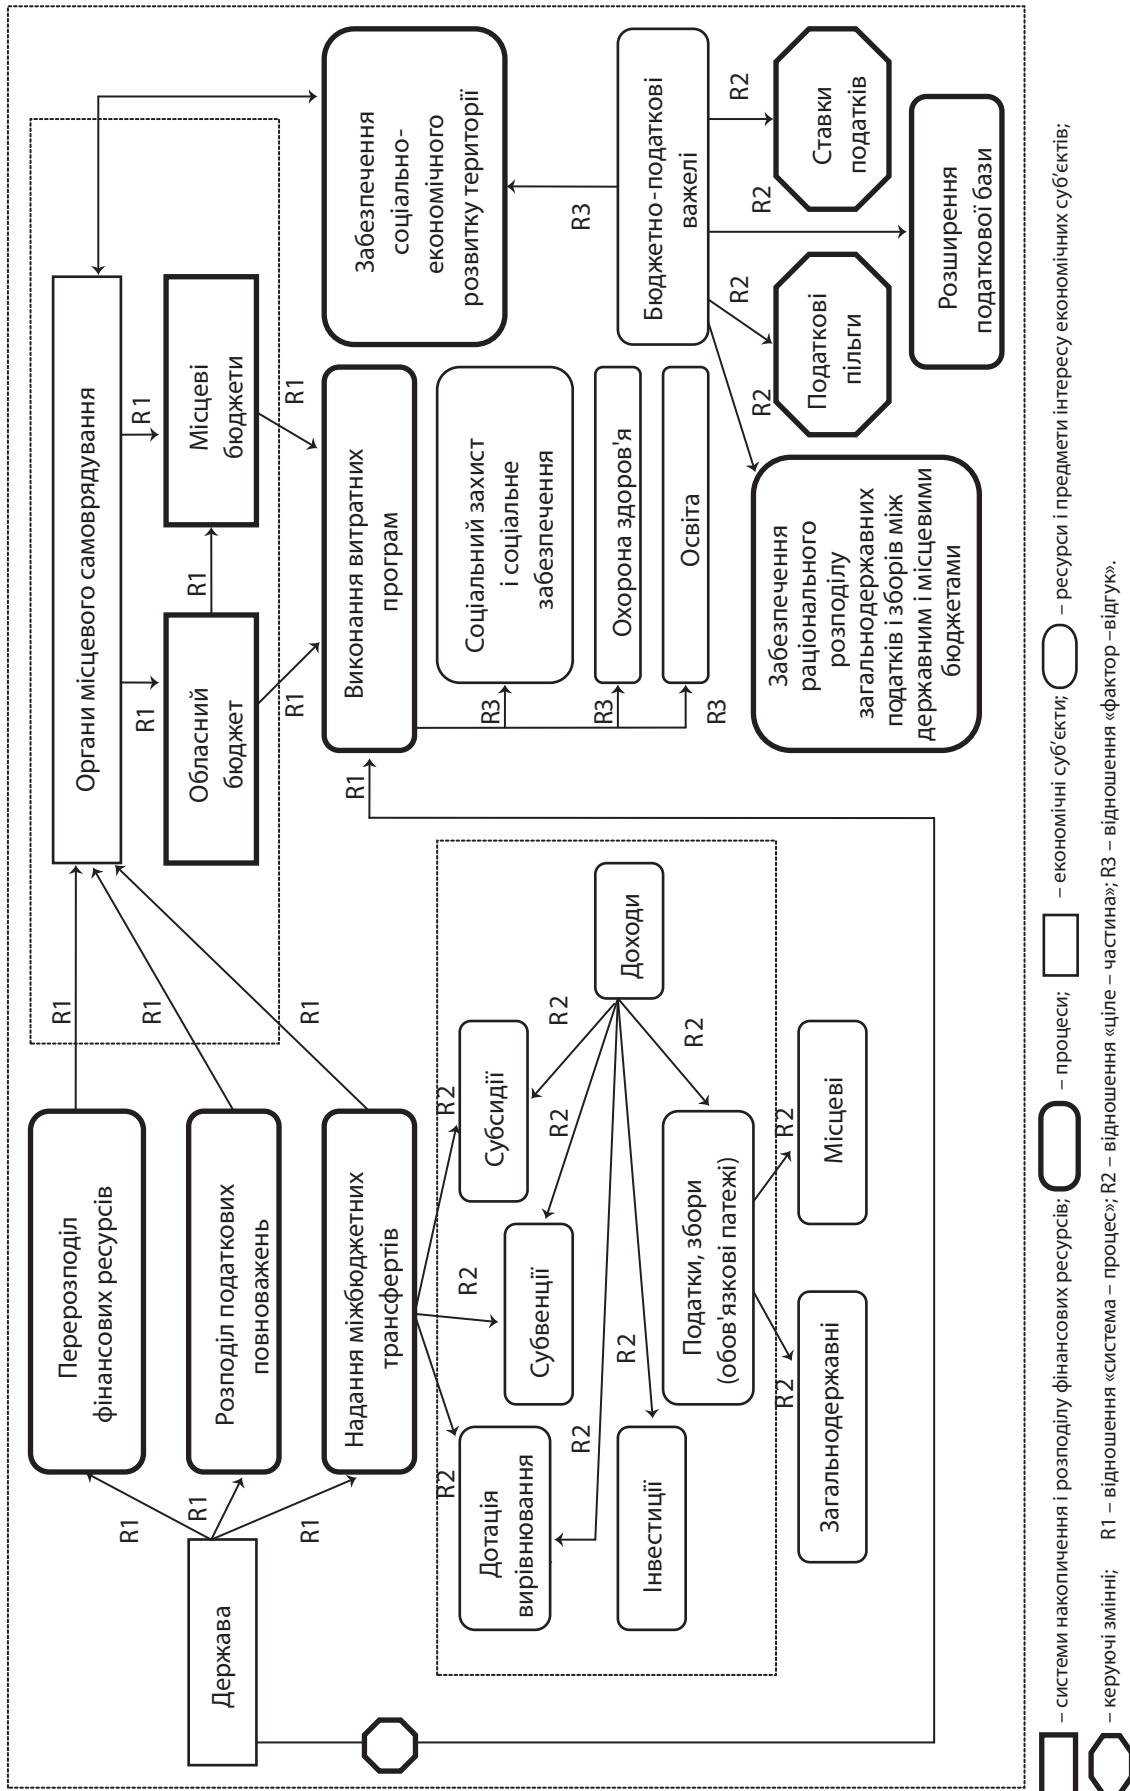 Держава
R1
R1
R1
Перерозподіл
фінансових ресурсів
Розподіл податкових
повноважень
Надання міжбюджетних
трансфертів
R1
R1
R1
Органи місцевого самоврядування
R1
R1
Обласний
бюджет
R1
Місцеві
бюджети
R1
R1
Виконання витратних
програм
R1
Забезпечення
соціально-
економічного
розвитку території
R3
R3
R3
Соціальний захист
і соціальне
забезпечення
Охорона здоров'я
Освіта
R3
Бюджетно-податкові
важелі
R2
R2
R2
R2
Ставки
податків
Податкові
пільги
Розширення
податкової бази
Забезпечення
раціонального
розподілу
загальнодержавних
податків і зборів між
державним і місцевими
бюджетами
R2
R2
R2
Дотація
вирівнювання
Субвенції
Субсидії
Доходи
R2
R2
R2
R2
R2
Інвестиції
Податки, збори
(обов'язкові патежі)
R2
R2
Загальнодержавні
Місцеві
– системи накопичення і розподілу фінансових ресурсів; – процеси; – економічні суб’єкти; – ресурси і предмети інтересу економічних суб’єктів;
– керуючі змінні; R1 – відношення «система – процес»; R2 – відношення «ціле – частина»; R3 – відношення «фактор –відгук».